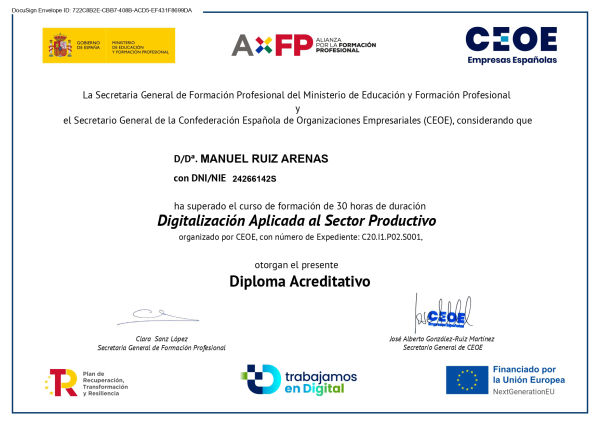 DocuSign Envelope ID: 722C8B2E-CBB7-408B-ACD5-EF431F8699DA
GOBIERNO DE ESPAÑA
MINISTERIO DE EDUCACIÓN Y FORMACIÓN PROFESIONAL
AFP
ALIANZA POR LA FORMACIÓN PROFESIONAL
CEOE
Empresas Españolas
La Secretaria General de Formación Profesional del Ministerio de Educación y Formación Profesional
y
el Secretario General de la Confederación Española de Organizaciones Empresariales (CEOE), considerando que
D/Dª. MANUEL RUIZ ARENAS
con DNI/NIE 24266142S
ha superado el curso de formación de 30 horas de duración
Digitalización Aplicada al Sector Productivo
organizado por CEOE, con número de Expediente: C20.I1.P02.S001,
otorgan el presente
Diploma Acreditativo
CEOE
Empresas Españolas
Clara Sanz López
Secretaria General de Formación Profesional
José Alberto González-Ruiz Martínez
Secretario General de CEOE
TR
Plan de
Recuperación,
Transformación
y Resiliencia
trabajamos
en Digital
Financiado por
la Unión Europea
NextGenerationEU